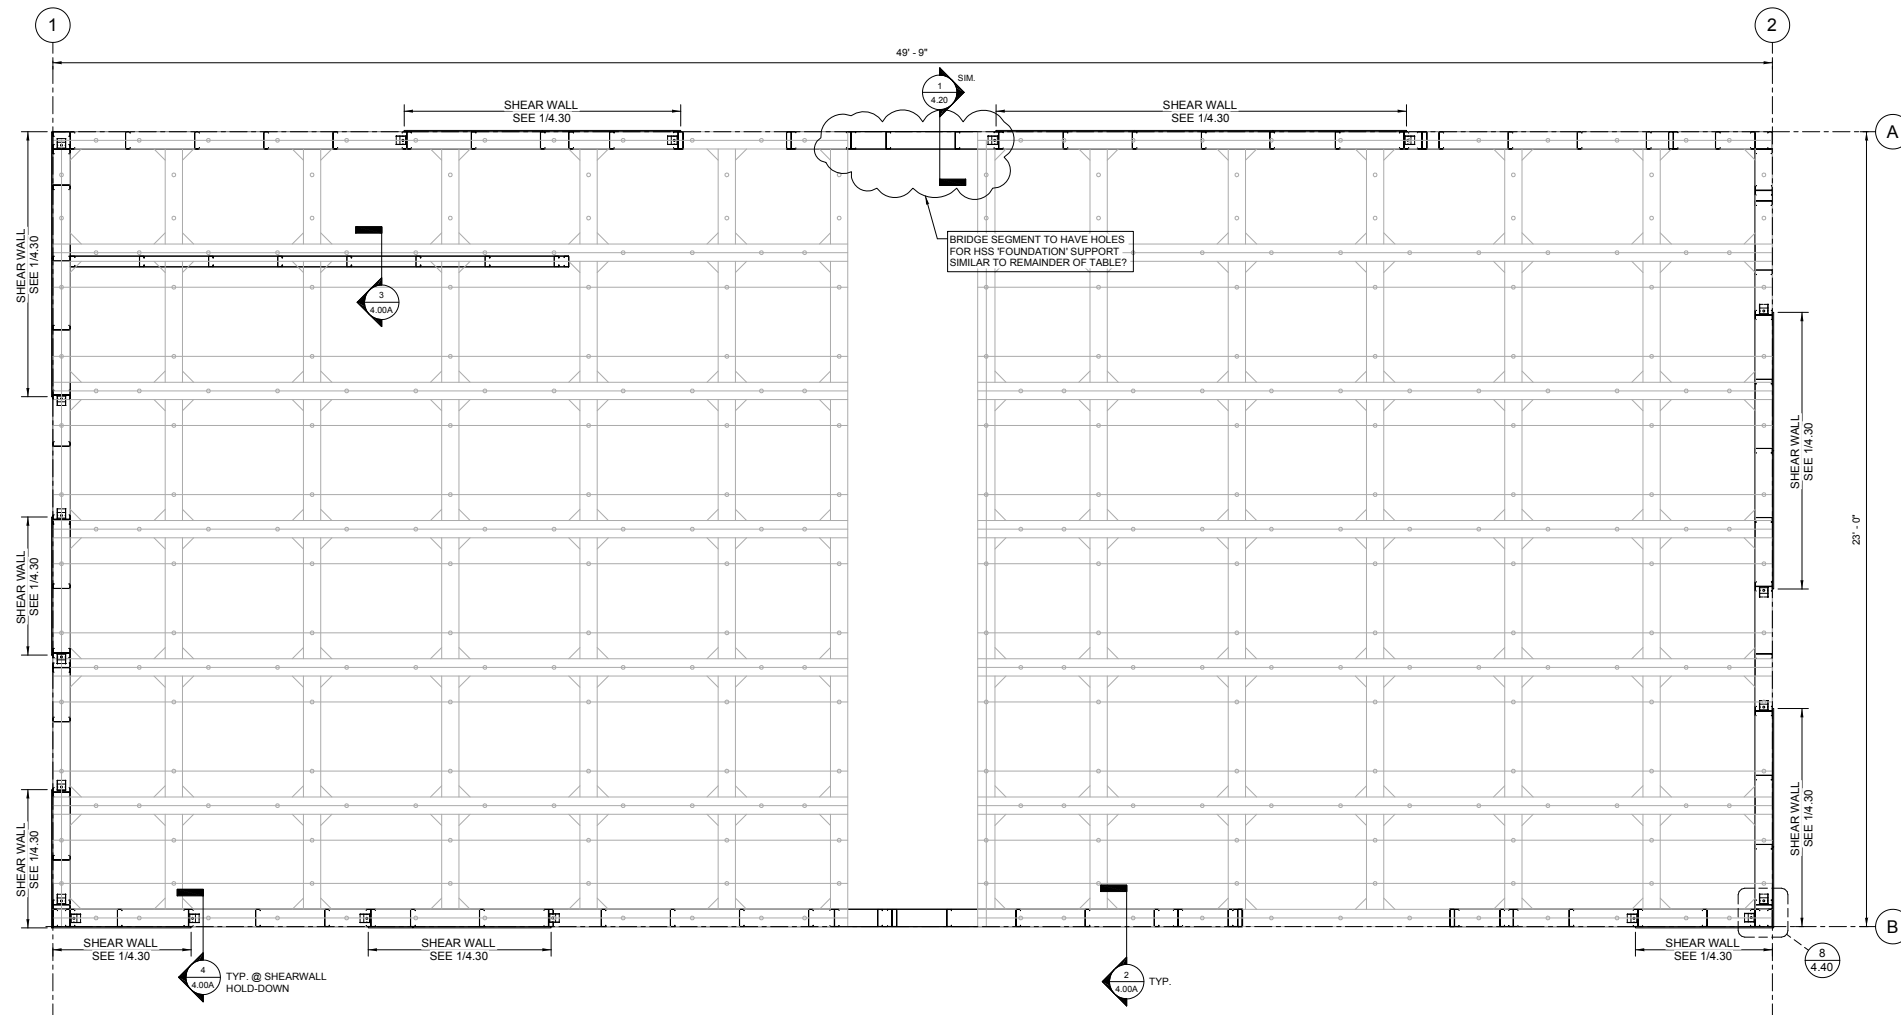 1
2
49' - 9"
1
4.20
SIM.
SHEAR WALL
SEE 1/4.30
SHEAR WALL
SEE 1/4.30
A
SHEAR WALL
SEE 1/4.30
BRIDGE SEGMENT TO HAVE HOLES
FOR HSS 'FOUNDATION' SUPPORT
SIMILAR TO REMAINDER OF TABLE?
3
4.00A
SHEAR WALL
SEE 1/4.30
23' - 0"
SHEAR WALL
SEE 1/4.30
SHEAR WALL
SEE 1/4.30
SHEAR WALL
SEE 1/4.30
B
SHEAR WALL
SEE 1/4.30
SHEAR WALL
SEE 1/4.30
SHEAR WALL
SEE 1/4.30
8
4.40
4
4.00A
TYP. @ SHEARWALL
HOLD-DOWN
2
4.00A
TYP.